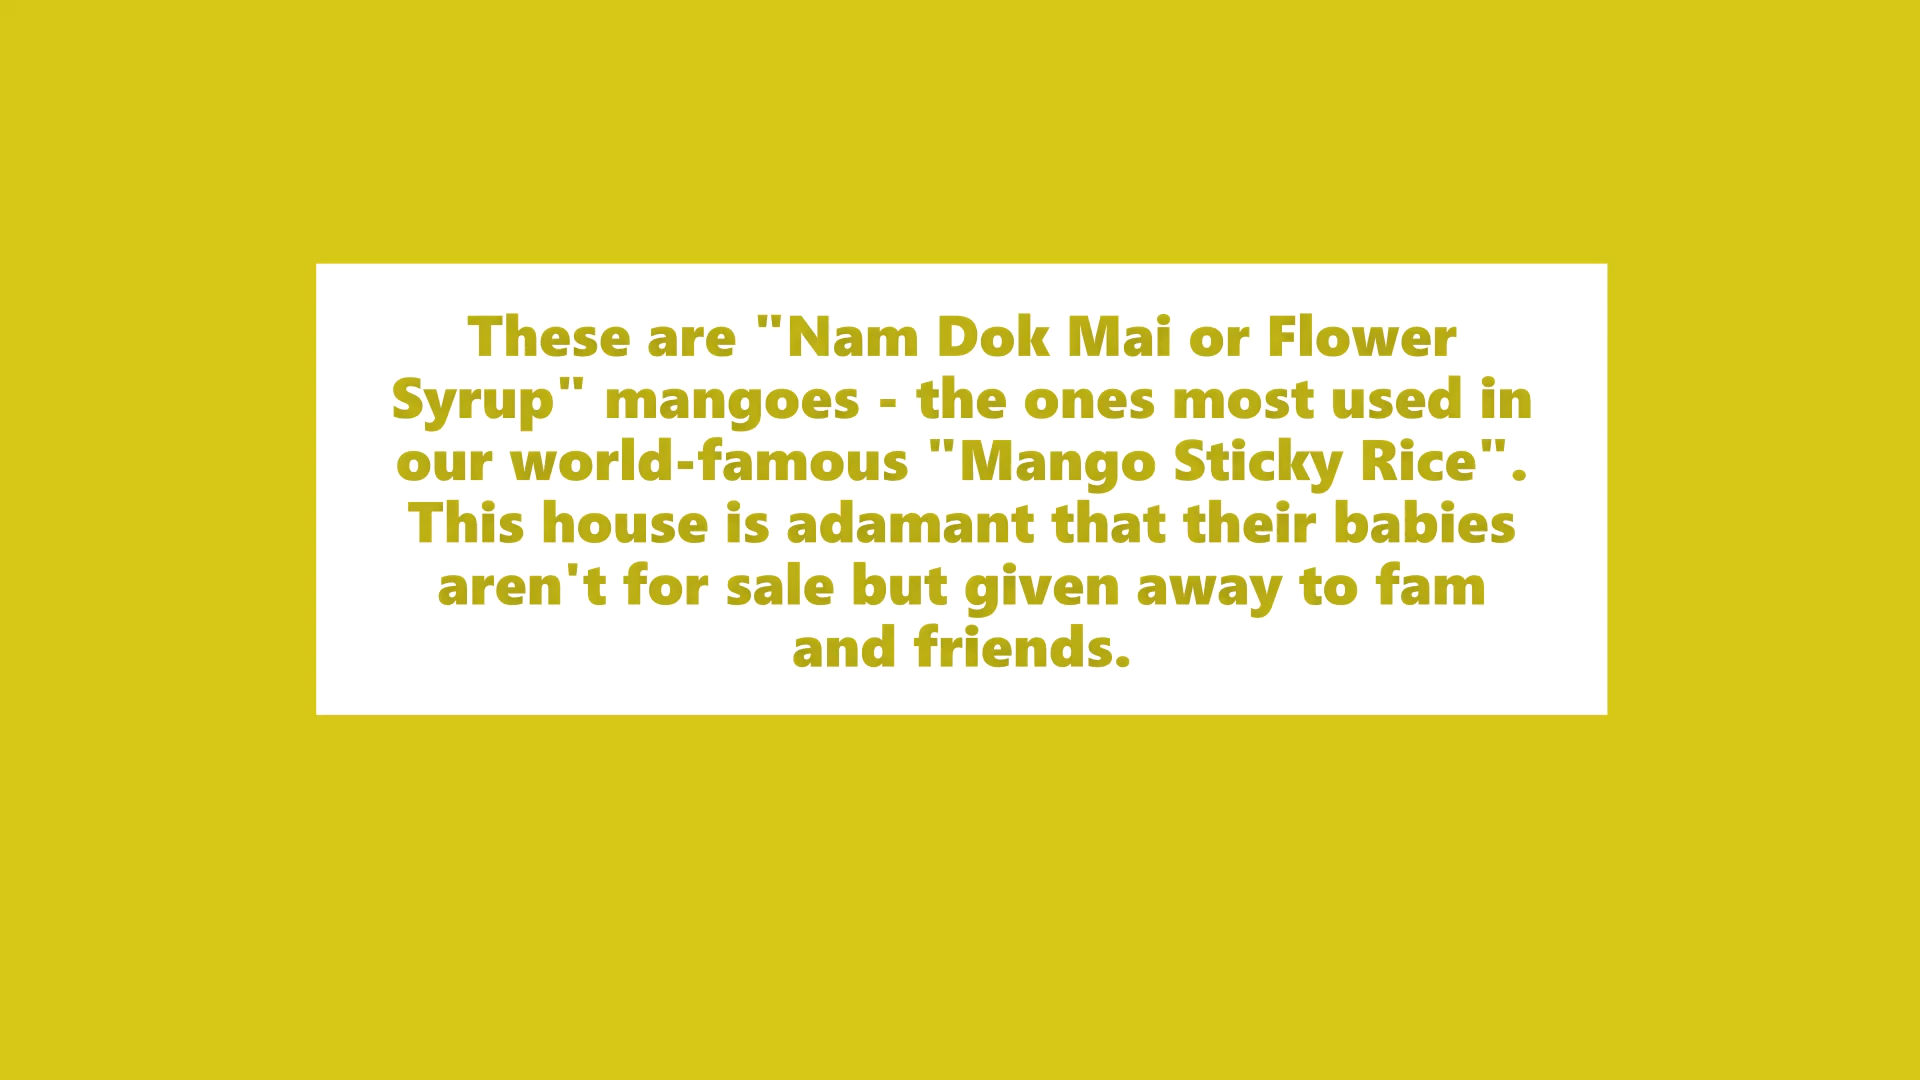 These are "Nam Dok Mai or Flower
Syrup" mangoes - the ones most used in
our world-famous "Mango Sticky Rice".
This house is adamant that their babies
aren't for sale but given away to fam
and friends.